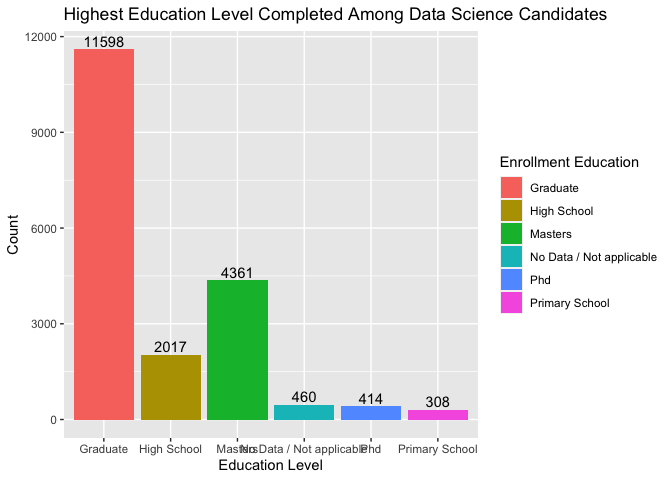 Highest Education Level Completed Among Data Science Candidates
12000
9000
6000
3000
0
Count
11598
2017
4361
460
414
308
Graduate
High School
Masters
No Data / Not applicable
Phd
Primary School
Education Level
Enrollment Education
Graduate
High School
Masters
No Data / Not applicable
Phd
Primary School